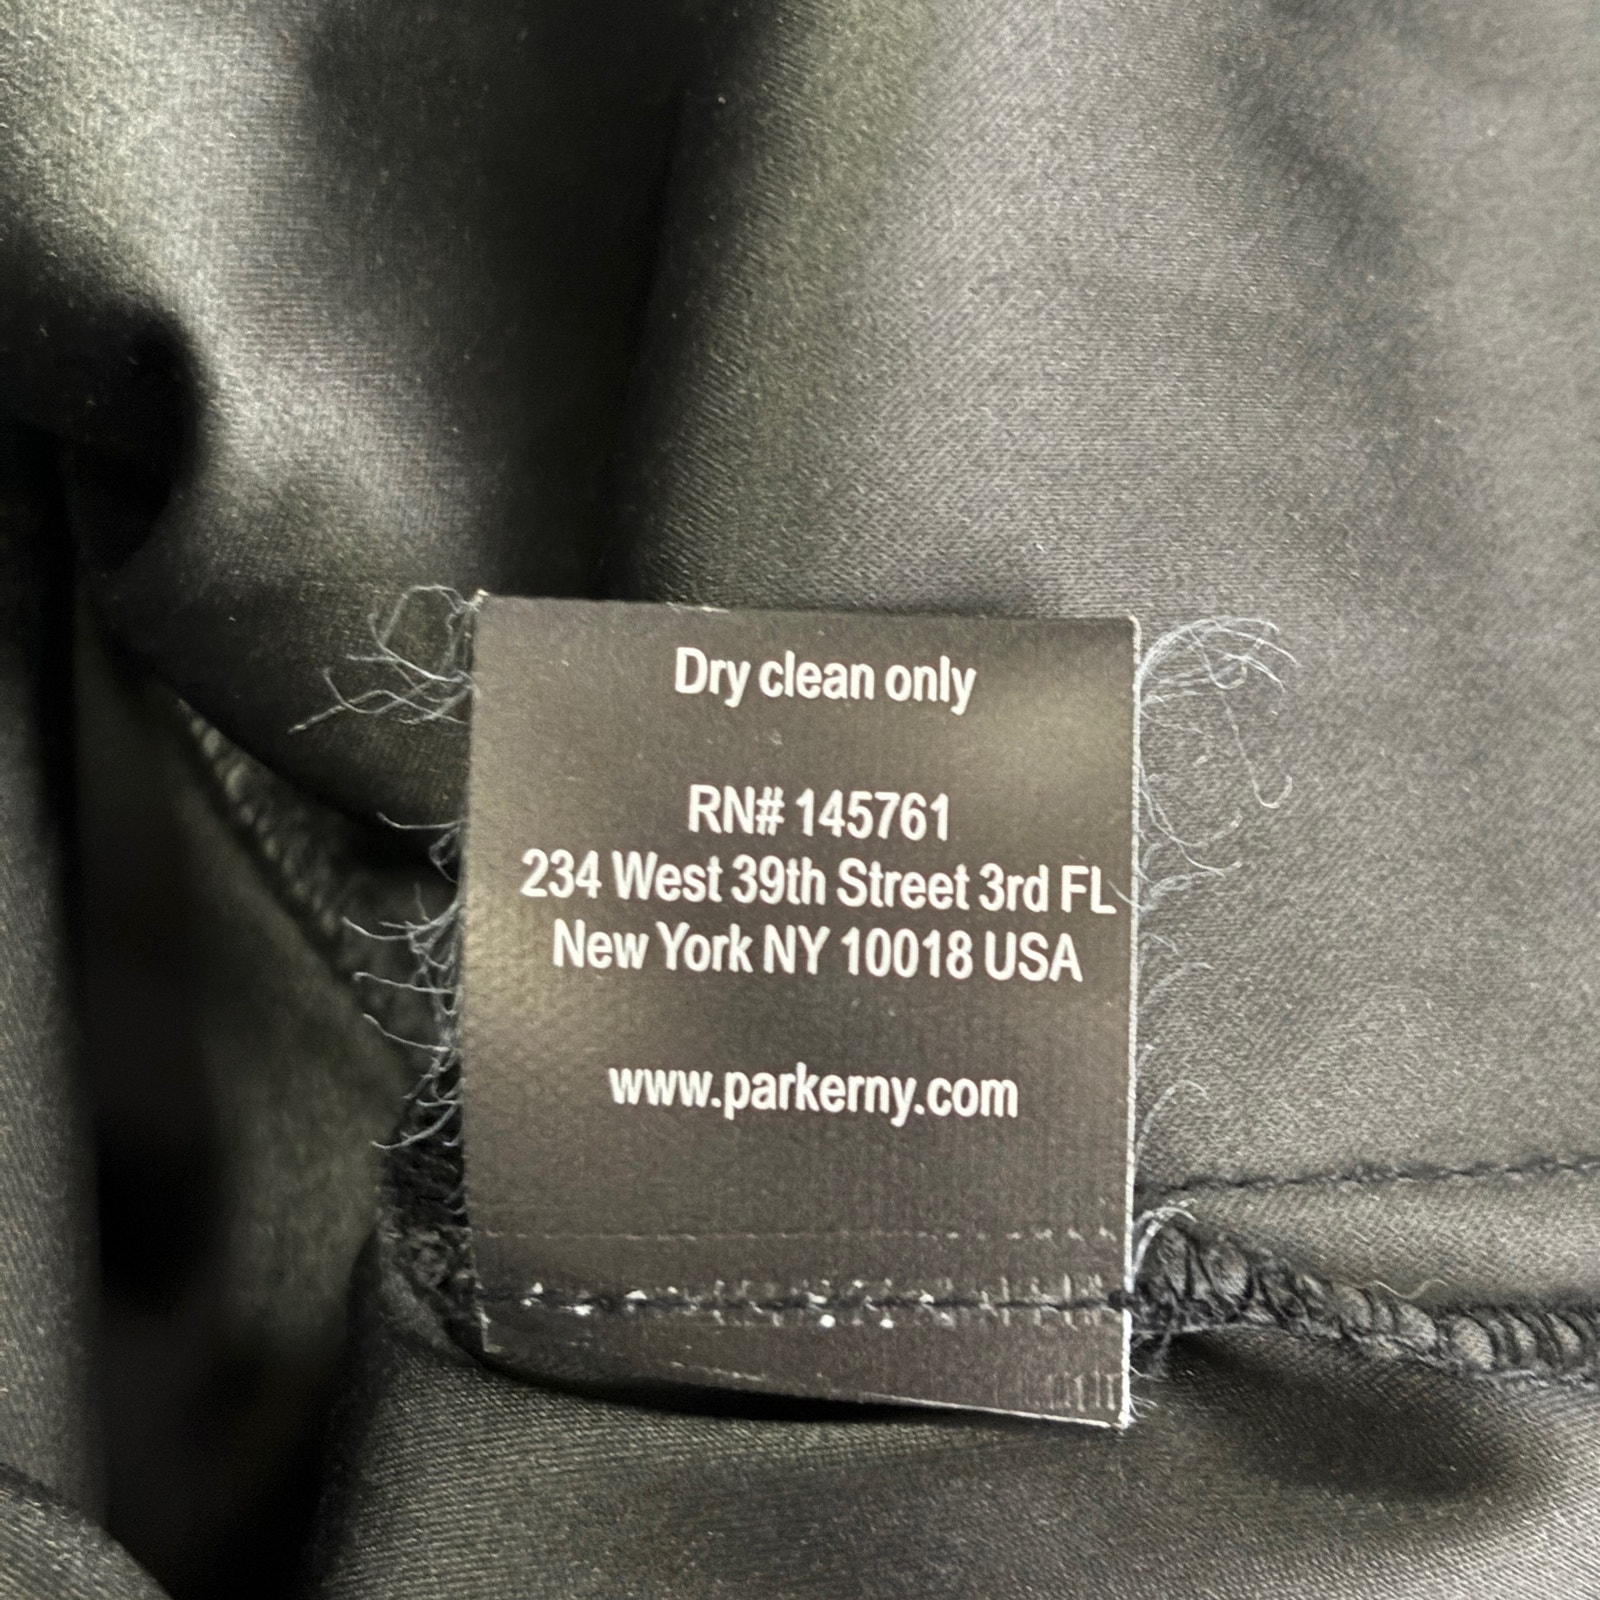 Dry clean only
RN# 145761
234 West 39th Street 3rd FL
New York NY 10018 USA
www.parkerny.com